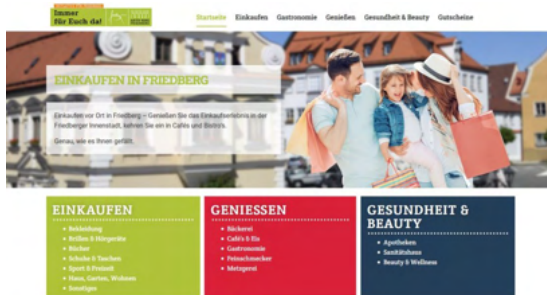 Immer
für Euch da!
Startseite Einkaufen Gastronomie Genießen Gesundheit & Beauty Gutscheine
EINKAUFEN IN FRIEDBERG
Einkaufen vor Ort in Friedberg – Genießen Sie das Einkaufserlebnis in der
Friedberger Innenstadt, kehren Sie ein in Cafés und Bistro's.
Genau, wie es Ihnen gefällt.
EINKAUFEN
Bekleidung
Brillen & Hörgeräte
Bücher
Schuhe & Taschen
Sport & Freizeit
Haus, Garten, Wohnen
Sonstiges
GENIESSEN
Bäckerei
Café's & Eis
Gastronomie
Feinschmecker
Metzgerei
GESUNDHEIT &
BEAUTY
Apotheken
Sanitätshaus
Beauty & Wellness